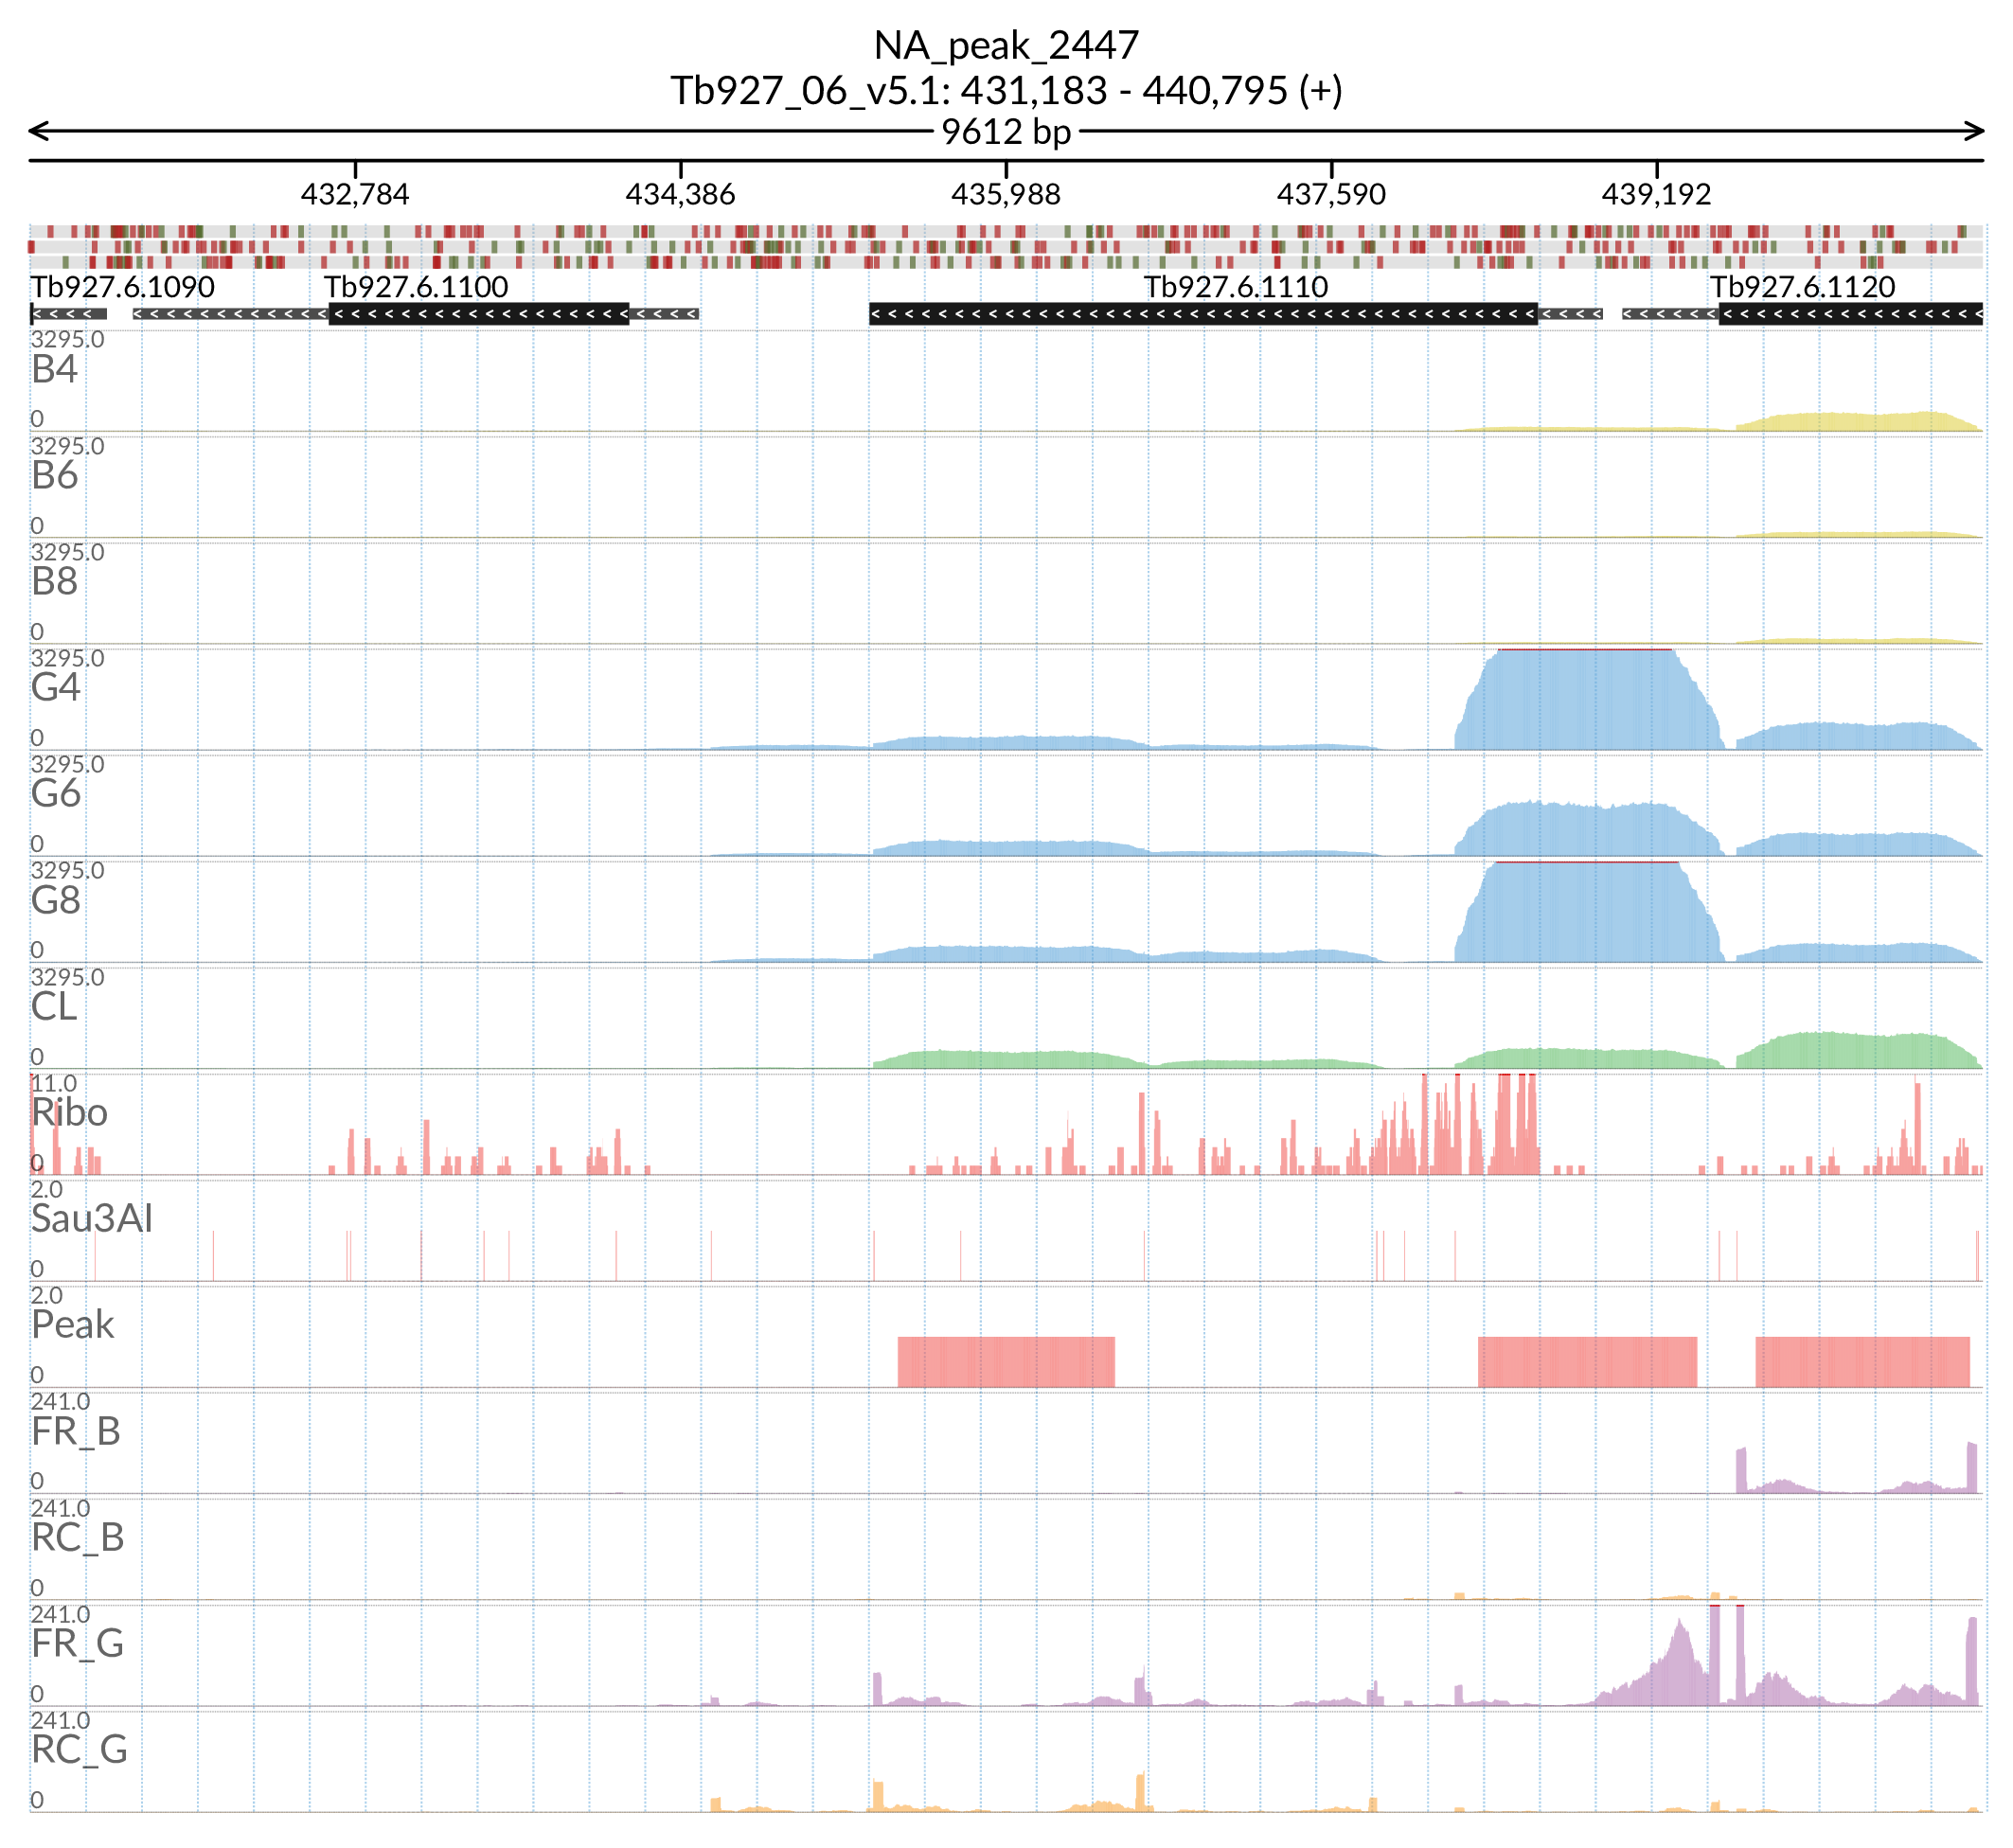 NA_peak_2447
Tb927_06_v5.1: 431,183 - 440,795 (+)
9612 bp
432,784 434,386 435,988 437,590 439,192
Tb927.6.1090 Tb927.6.1100 Tb927.6.1110 Tb927.6.1120
3295.0
B4
0
3295.0
B6
0
3295.0
B8
0
3295.0
G4
0
3295.0
G6
0
3295.0
G8
0
3295.0
CL
0
11.0
Ribo
0
2.0
Sau3AI
0
2.0
Peak
0
241.0
FR_B
0
241.0
RC_B
0
241.0
FR_G
0
241.0
RC_G
0